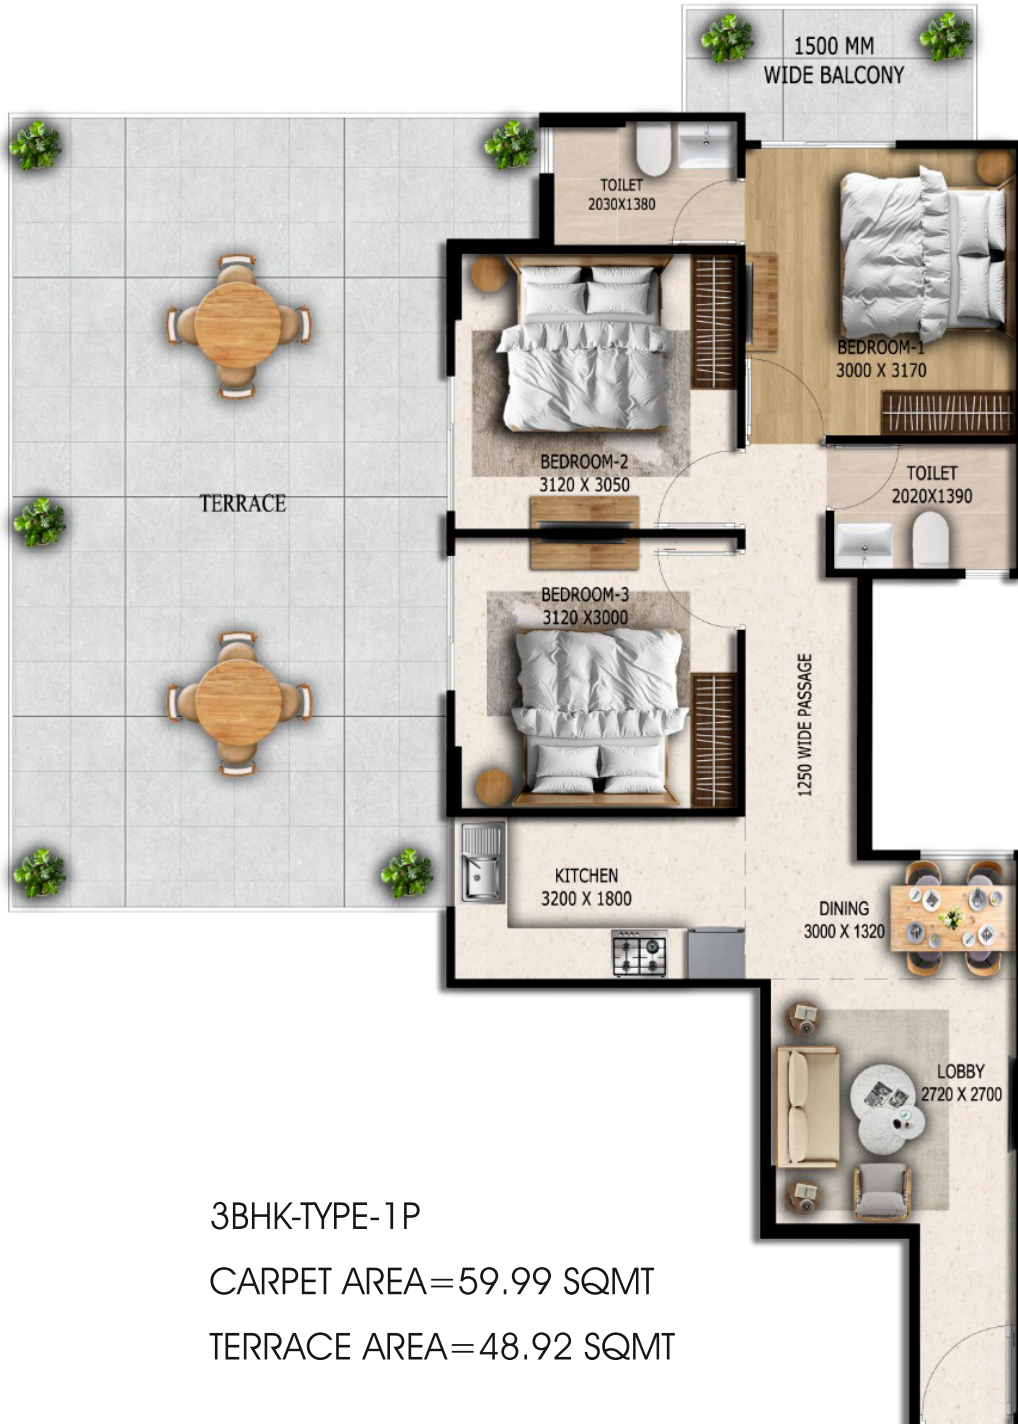 1500 MM
WIDE BALCONY
TOILET
2030X1380
BEDROOM-1
3000 X 3170
BEDROOM-2
3120 X 3050
TOILET
2020X1390
TERRACE
BEDROOM-3
3120 X3000
1250 WIDE PASSAGE
KITCHEN
3200 X 1800
DINING
3000 X 1320
LOBBY
2720 X 2700
3BHK-TYPE-1P
CARPET AREA=59.99 SQMT
TERRACE AREA=48.92 SQMT